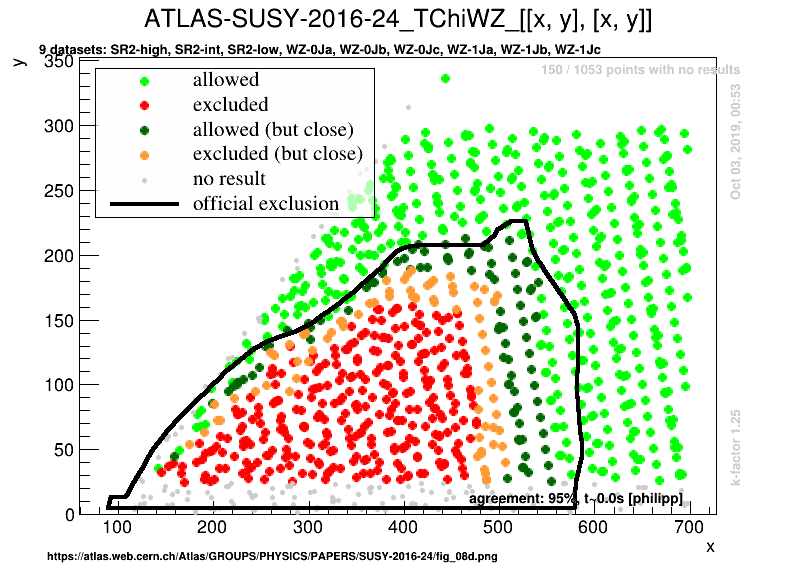 ATLAS-SUSY-2016-24_TChiWZ_[[x, y], [x, y]]
9 datasets: SR2-high, SR2-int, SR2-low, WZ-0Ja, WZ-0Jb, WZ-0Jc, WZ-1Ja, WZ-1Jb, WZ-1Jc
y
150 / 1053 points with no results
allowed
excluded
allowed (but close)
excluded (but close)
no result
official exclusion
Oct 03, 2019, 00:53
k-factor 1.25
350
300
250
200
150
100
50
0
agreement: 95%, t~0.0s [philipp]
100 200 300 400 500 600 700
x
https://atlas.web.cern.ch/Atlas/GROUPS/PHYSICS/PAPERS/SUSY-2016-24/fig_08d.png